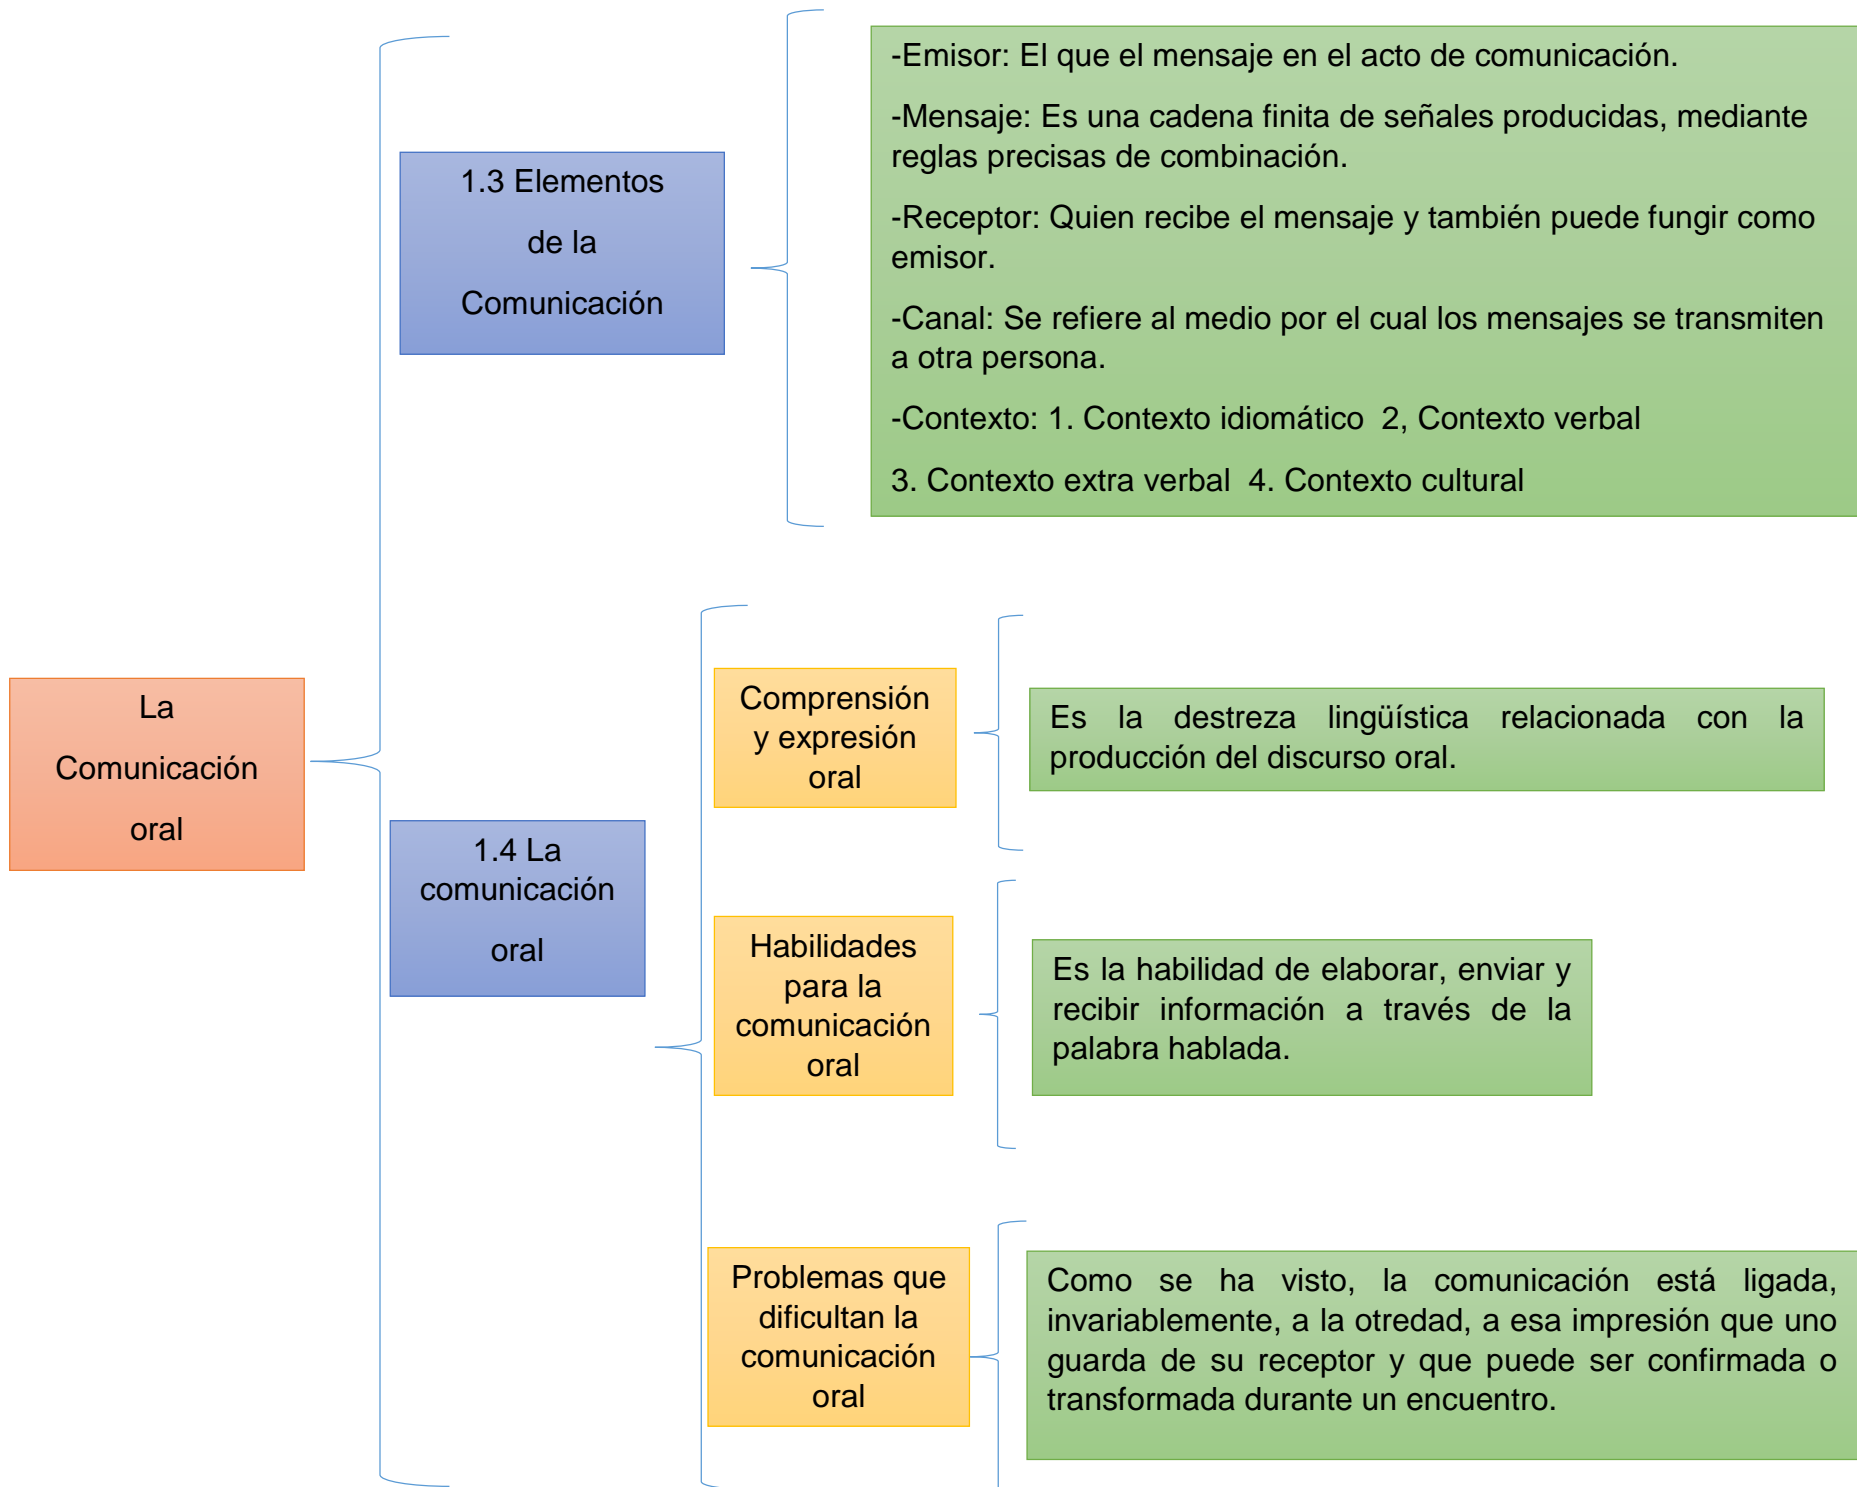 La
Comunicación
oral
1.3 Elementos
de la
Comunicación
-Emisor: El que el mensaje en el acto de comunicación.
-Mensaje: Es una cadena finita de señales producidas, mediante
reglas precisas de combinación.
-Receptor: Quien recibe el mensaje y también puede fungir como
emisor.
-Canal: Se refiere al medio por el cual los mensajes se transmiten
a otra persona.
-Contexto: 1. Contexto idiomático  2, Contexto verbal
3. Contexto extra verbal  4. Contexto cultural
1.4 La
comunicación
oral
Comprensión
y expresión
oral
Es la destreza lingüística relacionada con la
producción del discurso oral.
Habilidades
para la
comunicación
oral
Es la habilidad de elaborar, enviar y
recibir información a través de la
palabra hablada.
Problemas que
dificultan la
comunicación
oral
Como se ha visto, la comunicación está ligada,
invariablemente, a la otredad, a esa impresión que uno
guarda de su receptor y que puede ser confirmada o
transformada durante un encuentro.